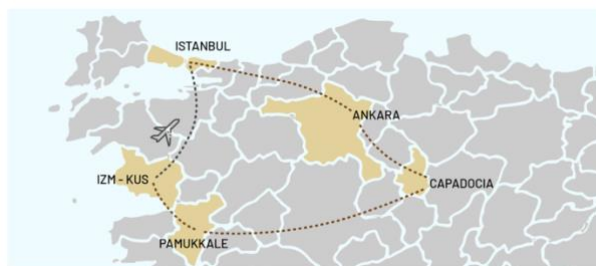 ISTANBUL
ANKARA
IZM - KUS
CAPADOCIA
PAMUKKALE